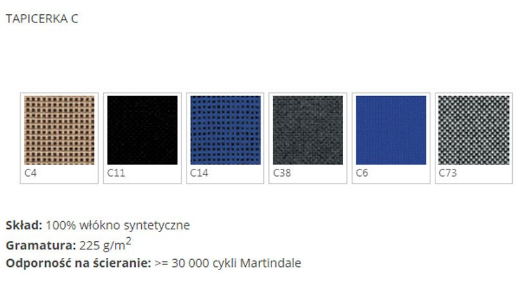 TAPICERKA C
C4 C11 C14 C38 C6 C73
Skład: 100% włókno syntetyczne
Gramatura: 225 g/m²
Odporność na ścieranie: >= 30 000 cykli Martindale